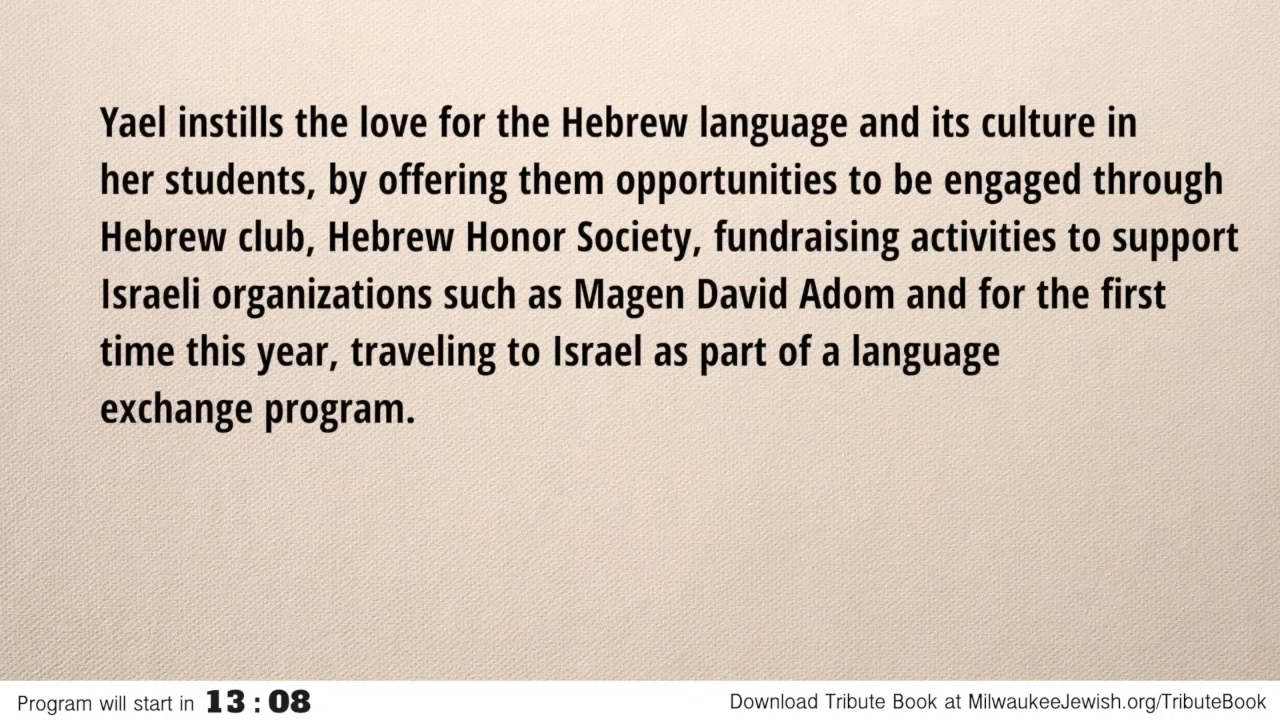 Yael instills the love for the Hebrew language and its culture in
her students, by offering them opportunities to be engaged through
Hebrew club, Hebrew Honor Society, fundraising activities to support
Israeli organizations such as Magen David Adom and for the first
time this year, traveling to Israel as part of a language
exchange program.
Program will start in 13:08
Download Tribute Book at MilwaukeeJewish.org/TributeBook